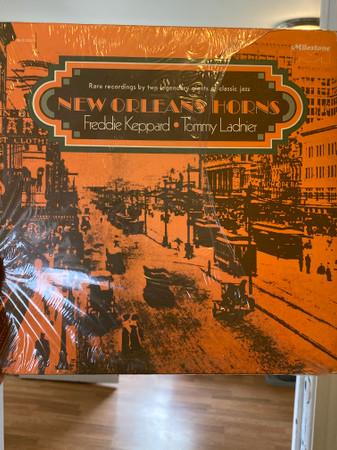 Milestone
Rare recordings by two legendary giants of classic jazz
NEW ORLEANS HORNS
Freddie Keppard • Tommy Ladnier